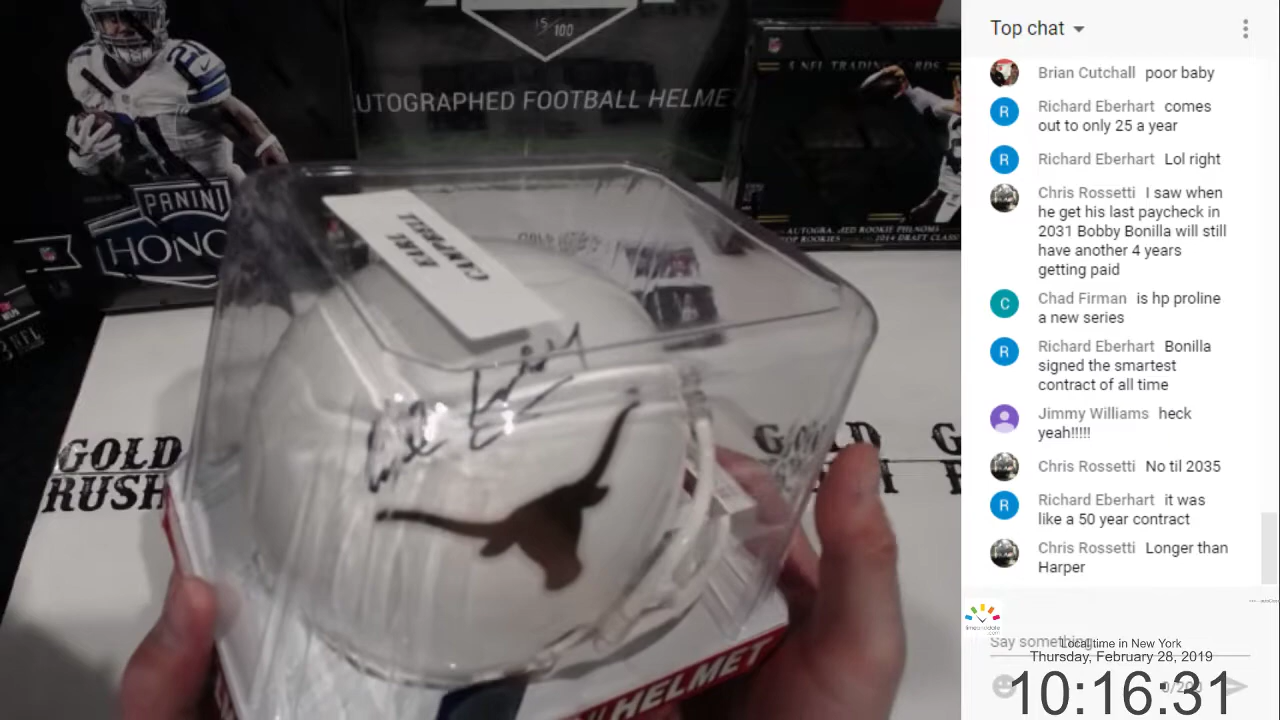 15/100
UTOGRAPHED FOOTBALL HELME
5 NFL TRADING CARDS
PANINI
HONO
NFL
EARL
CAMPBELL
GOLD
RUSH
GOLD
HELMET
Top chat
Brian Cutchall poor baby
Richard Eberhart comes
out to only 25 a year
Richard Eberhart Lol right
Chris Rossetti I saw when
he get his last paycheck in
2031 Bobby Bonilla will still
have another 4 years
getting paid
Chad Firman is hp proline
a new series
Richard Eberhart Bonilla
signed the smartest
contract of all time
Jimmy Williams heck
yeah!!!!!
Chris Rossetti No til 2035
Richard Eberhart it was
like a 50 year contract
Chris Rossetti Longer than
Harper
Say something...
Local time in New York
Thursday, February 28, 2019
10:16:31